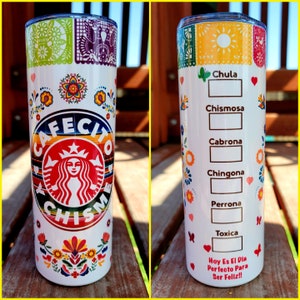 CAFECITO
Y CHISME
Chula
Chismosa
Cabrona
Chingona
Perrona
Toxica
Hoy Es El Dia
Perfecto Para
Ser Feliz!!